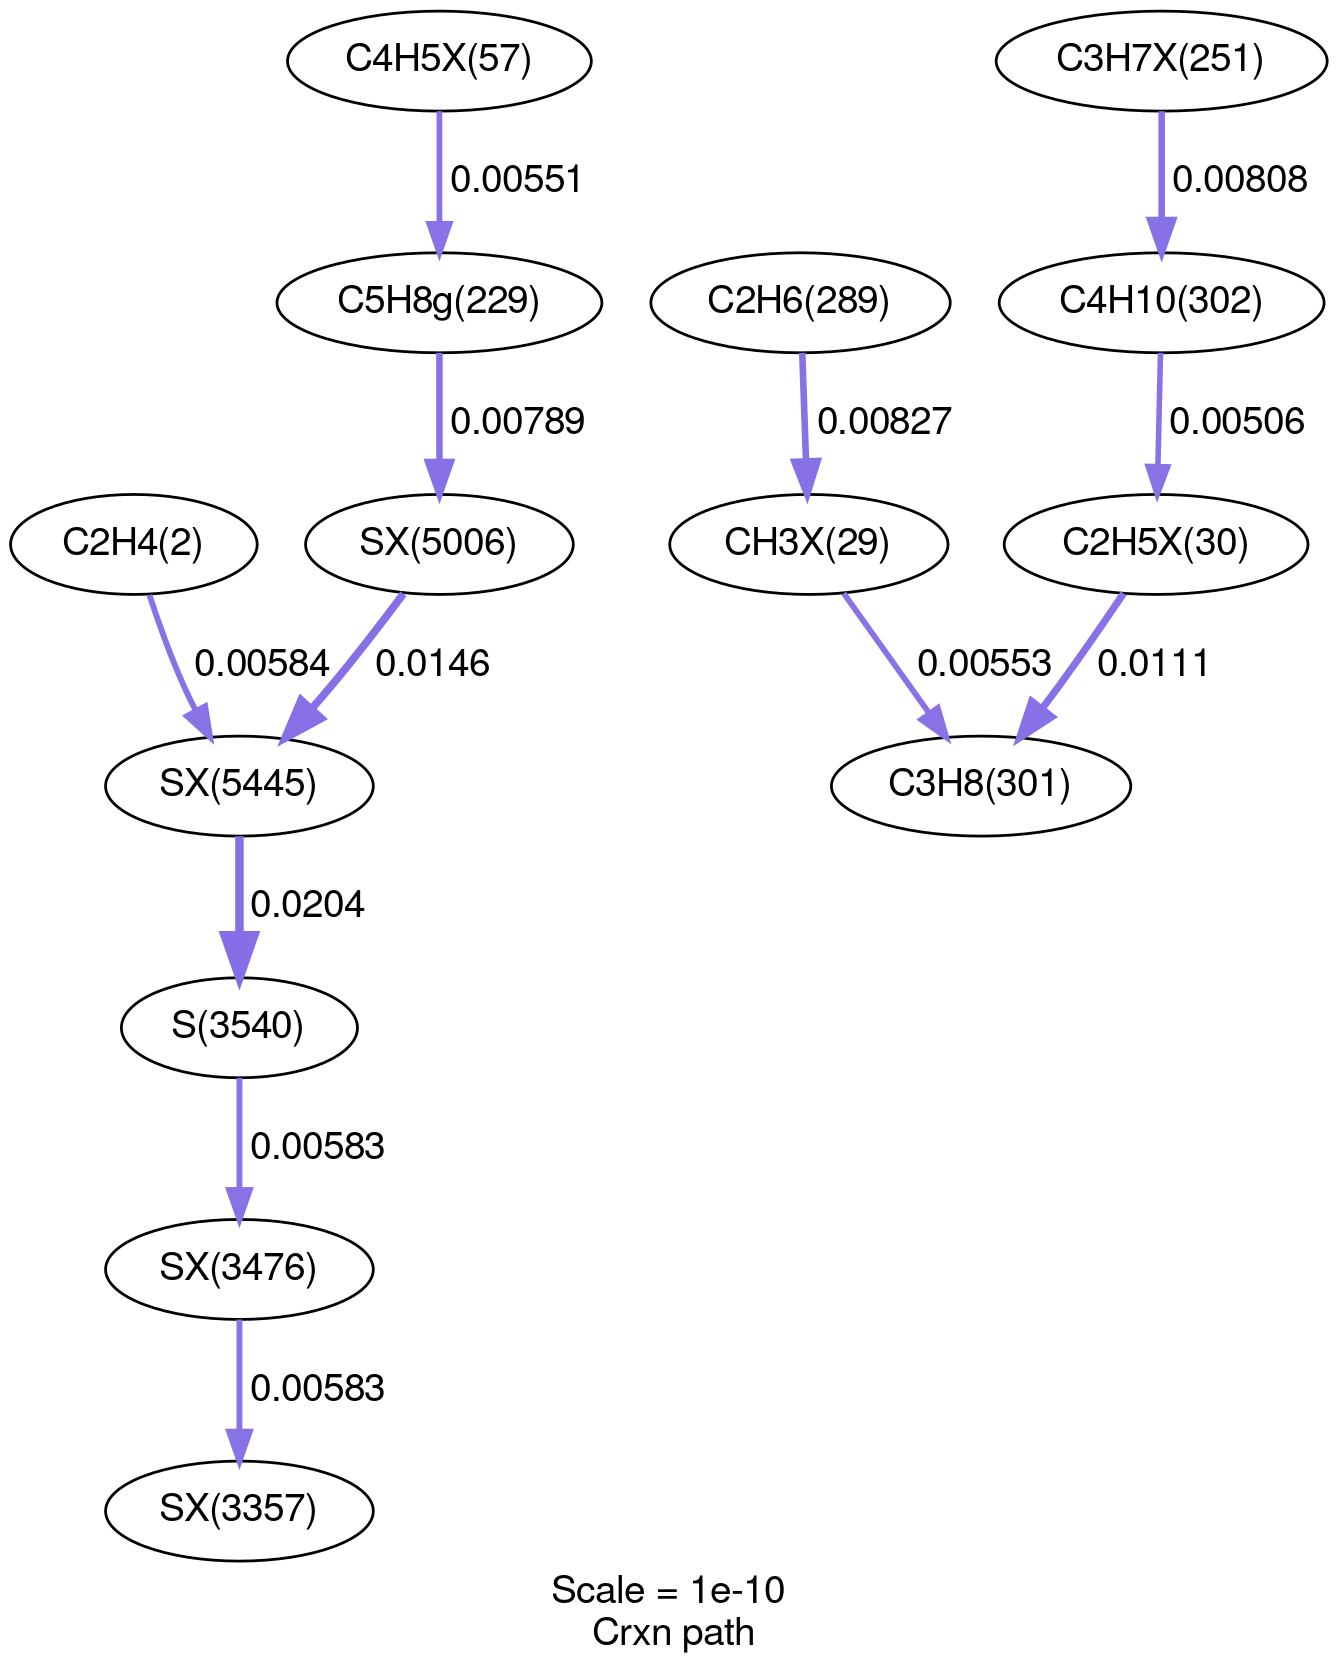 C4H5X(57)
C3H7X(251)
0.00551
0.00808
C5H8g(229)
C2H6(289)
C4H10(302)
0.00789
0.00827
0.00506
C2H4(2)
SX(5006)
CH3X(29)
C2H5X(30)
0.00584
0.0146
0.00553
0.0111
SX(5445)
C3H8(301)
0.0204
S(3540)
0.00583
SX(3476)
0.00583
SX(3357)
Scale = 1e-10
Crxn path